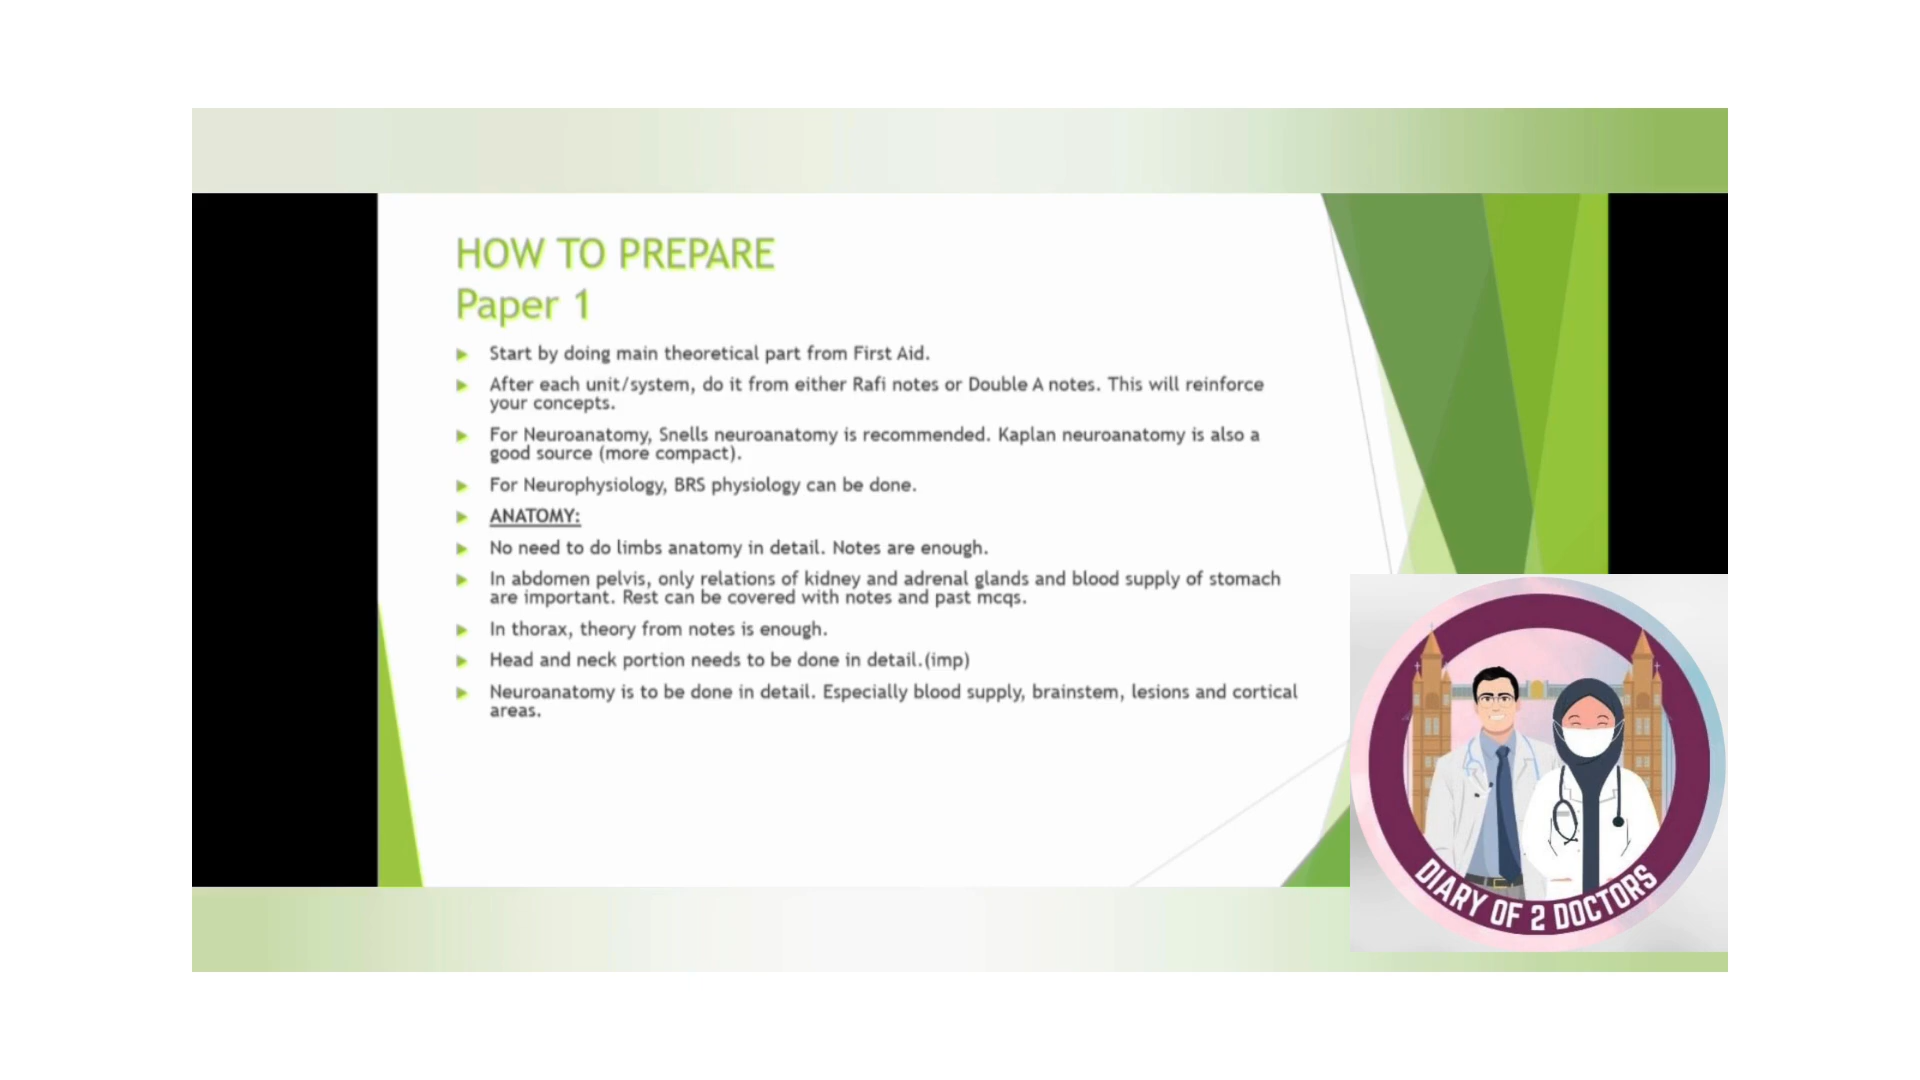 HOW TO PREPARE
Paper 1
Start by doing main theoretical part from First Aid.
After each unit/system, do it from either Rafi notes or Double A notes. This will reinforce
your concepts.
For Neuroanatomy, Snells neuroanatomy is recommended. Kaplan neuroanatomy is also a
good source (more compact).
For Neurophysiology, BRS physiology can be done.
ANATOMY:
No need to do limbs anatomy in detail. Notes are enough.
In abdomen pelvis, only relations of kidney and adrenal glands and blood supply of stomach
are important. Rest can be covered with notes and past mcqs.
In thorax, theory from notes is enough.
Head and neck portion needs to be done in detail.(imp)
Neuroanatomy is to be done in detail. Especially blood supply, brainstem, lesions and cortical
areas.
DIARY OF 2 DOCTORS